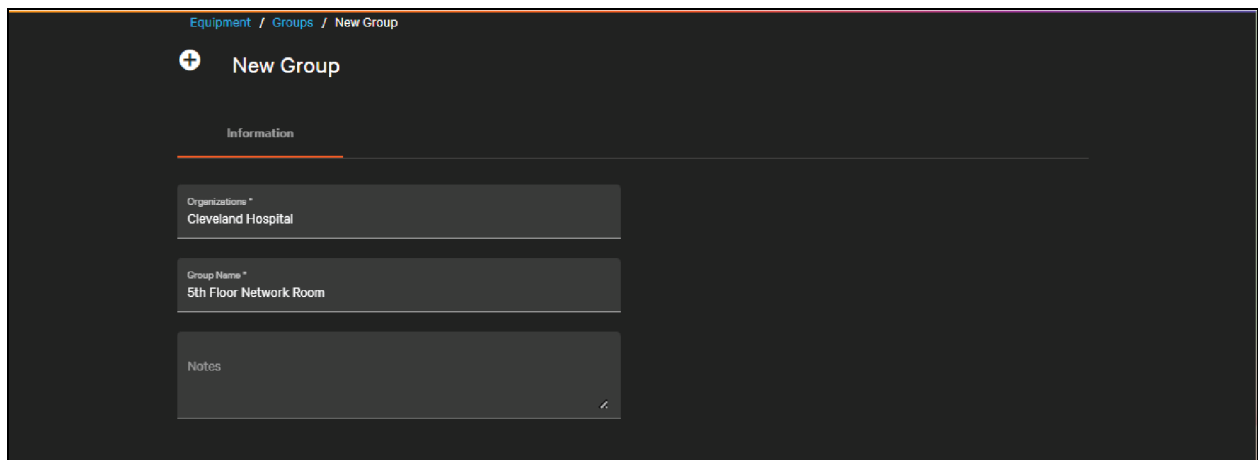 Equipment / Groups / New Group
New Group
Information
Organizations *
Cleveland Hospital
Group Name *
5th Floor Network Room
Notes